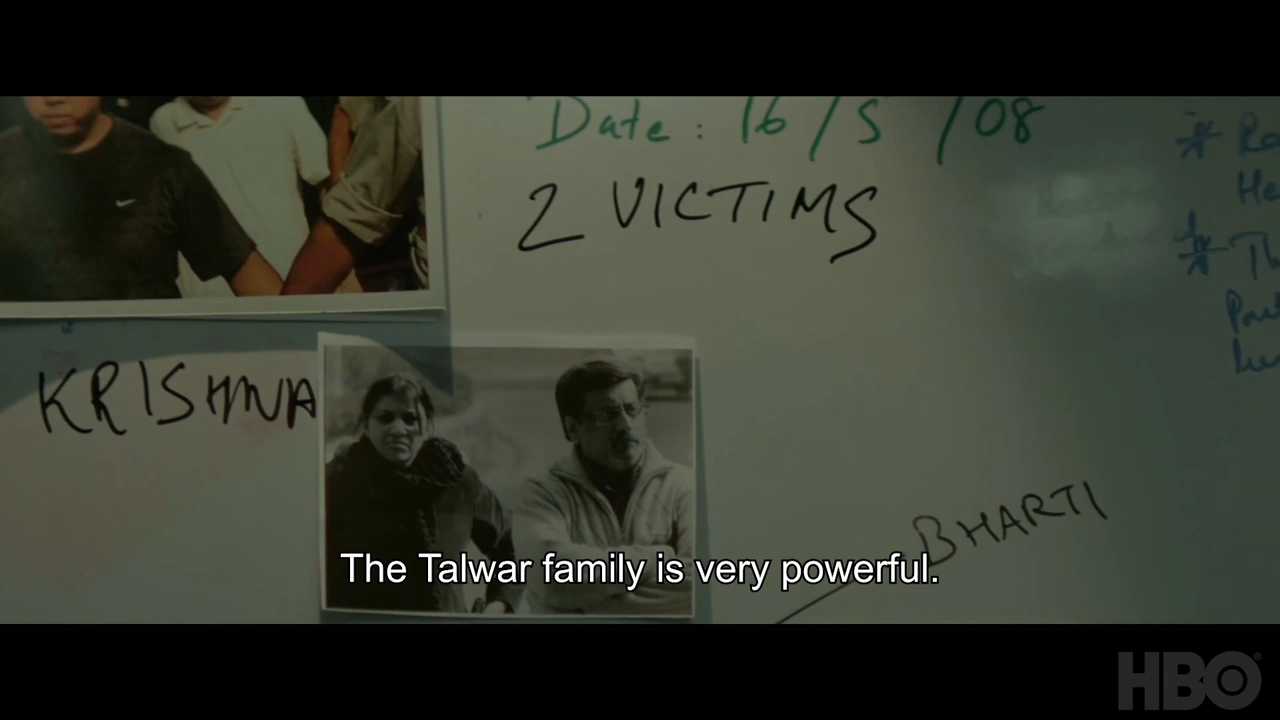 Date: 16/5/08
2 VICTIMS
KRISHNA
BHARTI
The Talwar family is very powerful.
HBO